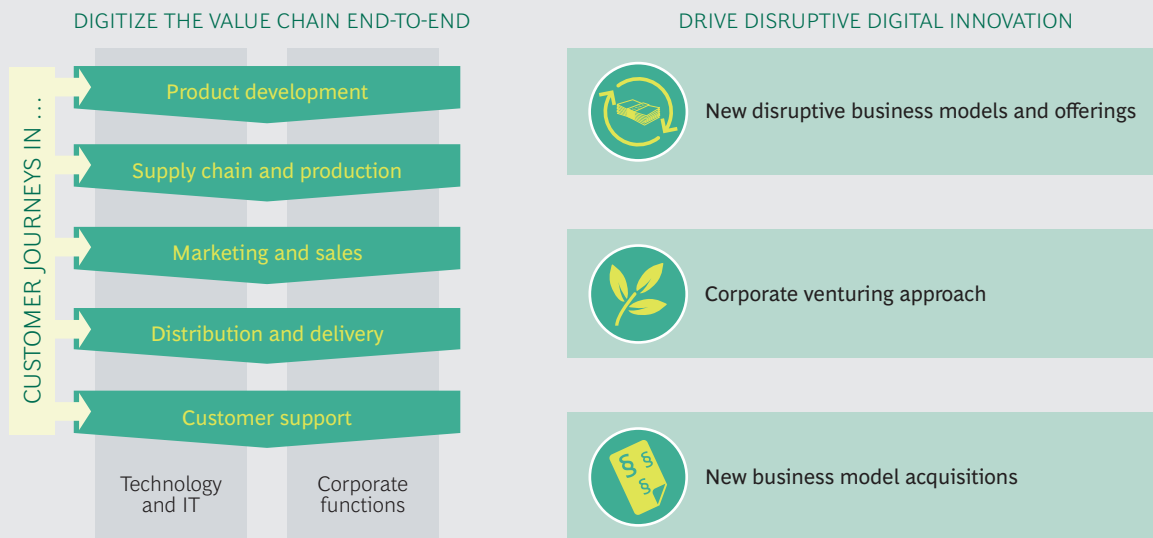 DIGITIZE THE VALUE CHAIN END-TO-END
CUSTOMER JOURNEYS IN ...
Product development
Supply chain and production
Marketing and sales
Distribution and delivery
Customer support
Technology
and IT
Corporate
functions
DRIVE DISRUPTIVE DIGITAL INNOVATION
New disruptive business models and offerings
Corporate venturing approach
§
§
§
New business model acquisitions